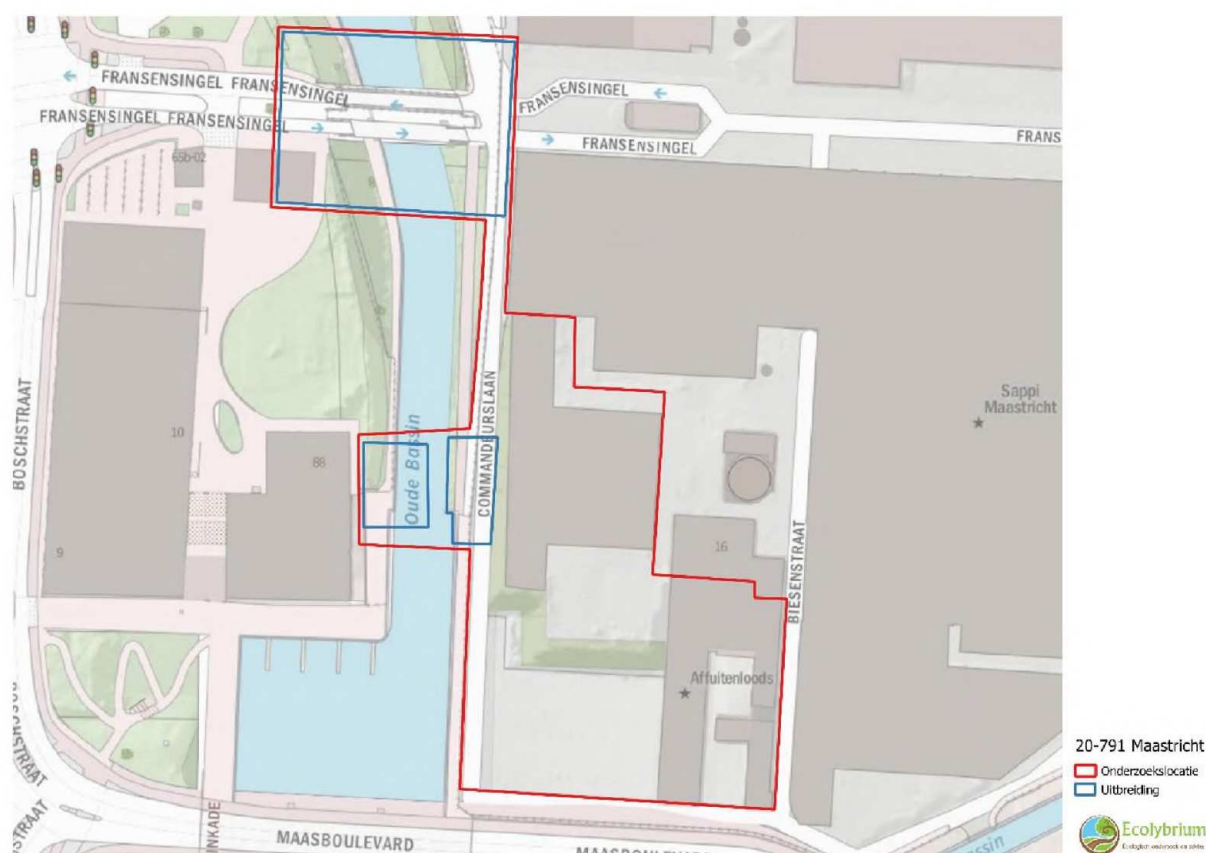 FRANSENSINGEL FRANSENSINGEL
FRANSENSINGEL
FRANSENSINGEL FRANSENSINGEL
FRANSENSINGEL
FRANS
65b-02
BOSCHSTRAAT
10
88
9
Oude Bassin
COMMANDEURSLAAN
Sappi
Maastricht
16
BIESENSTRAAT
Affuitenloods
NKADE
MAASBOULEVARD
20-791 Maastricht
Onderzoekslocatie
Uitbreiding
Ecolybrium